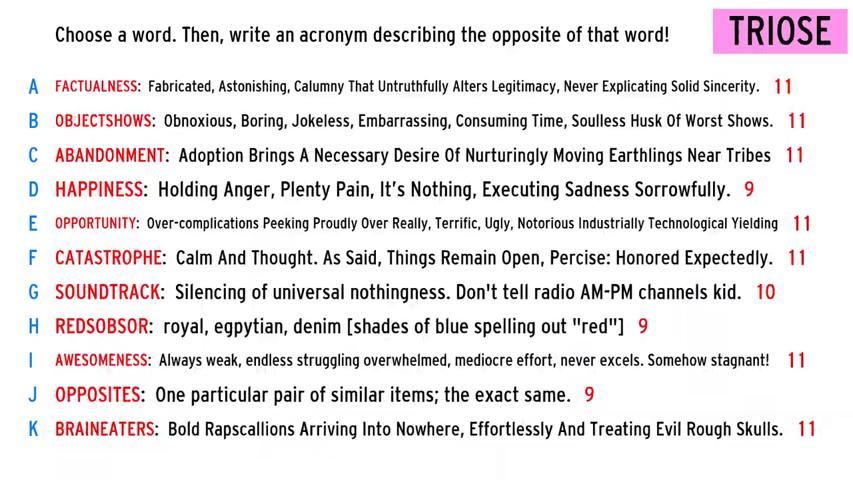 Choose a word. Then, write an acronym describing the opposite of that word!
TRIOSE
A FACTUALNESS: Fabricated, Astonishing, Calumny That Untruthfully Alters Legitimacy, Never Explicating Solid Sincerity. 11
B OBJECTSHOWS: Obnoxious, Boring, Jokeless, Embarrassing, Consuming Time, Soulless Husk Of Worst Shows. 11
C ABANDONMENT: Adoption Brings A Necessary Desire Of Nurturingly Moving Earthlings Near Tribes 11
D HAPPINESS: Holding Anger, Plenty Pain, It's Nothing, Executing Sadness Sorrowfully. 9
E OPPORTUNITY: Over-complications Peeking Proudly Over Really, Terrific, Ugly, Notorious Industrially Technological Yielding 11
F CATASTROPHE: Calm And Thought. As Said, Things Remain Open, Percise: Honored Expectedly. 11
G SOUNDTRACK: Silencing of universal nothingness. Don't tell radio AM-PM channels kid. 10
H REDSOBSOR: royal, egpytian, denim [shades of blue spelling out "red"] 9
I AWESOMENESS: Always weak, endless struggling overwhelmed, mediocre effort, never excels. Somehow stagnant! 11
J OPPOSITES: One particular pair of similar items; the exact same. 9
K BRAINEATERS: Bold Rapscallions Arriving Into Nowhere, Effortlessly And Treating Evil Rough Skulls. 11